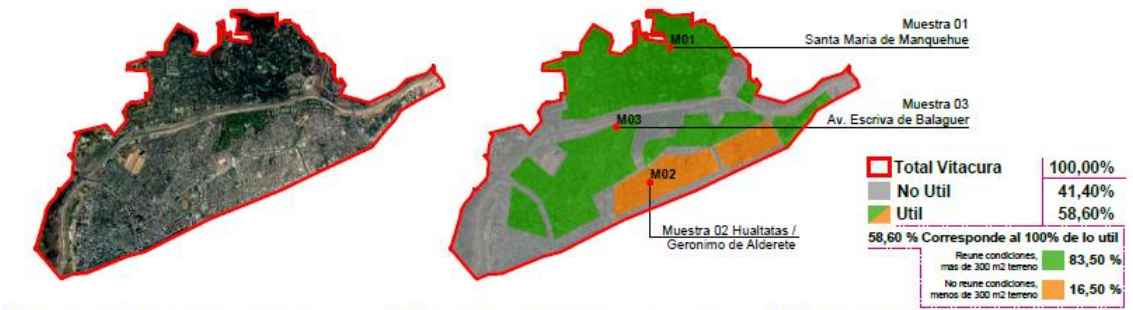 Muestra 01
Santa Maria de Manquehue
M01
Muestra 03
Av. Escriva de Balaguer
M03
M02
Muestra 02 Hualtatas /
Geronimo de Alderete
Total Vitacura 100,00%
No Util 41,40%
Util 58,60%
58,60 % Corresponde al 100% de lo util
Reune condiciones,
mas de 300 m2 terreno 83,50 %
No reune condiciones,
menos de 300 m2 terreno 16,50 %